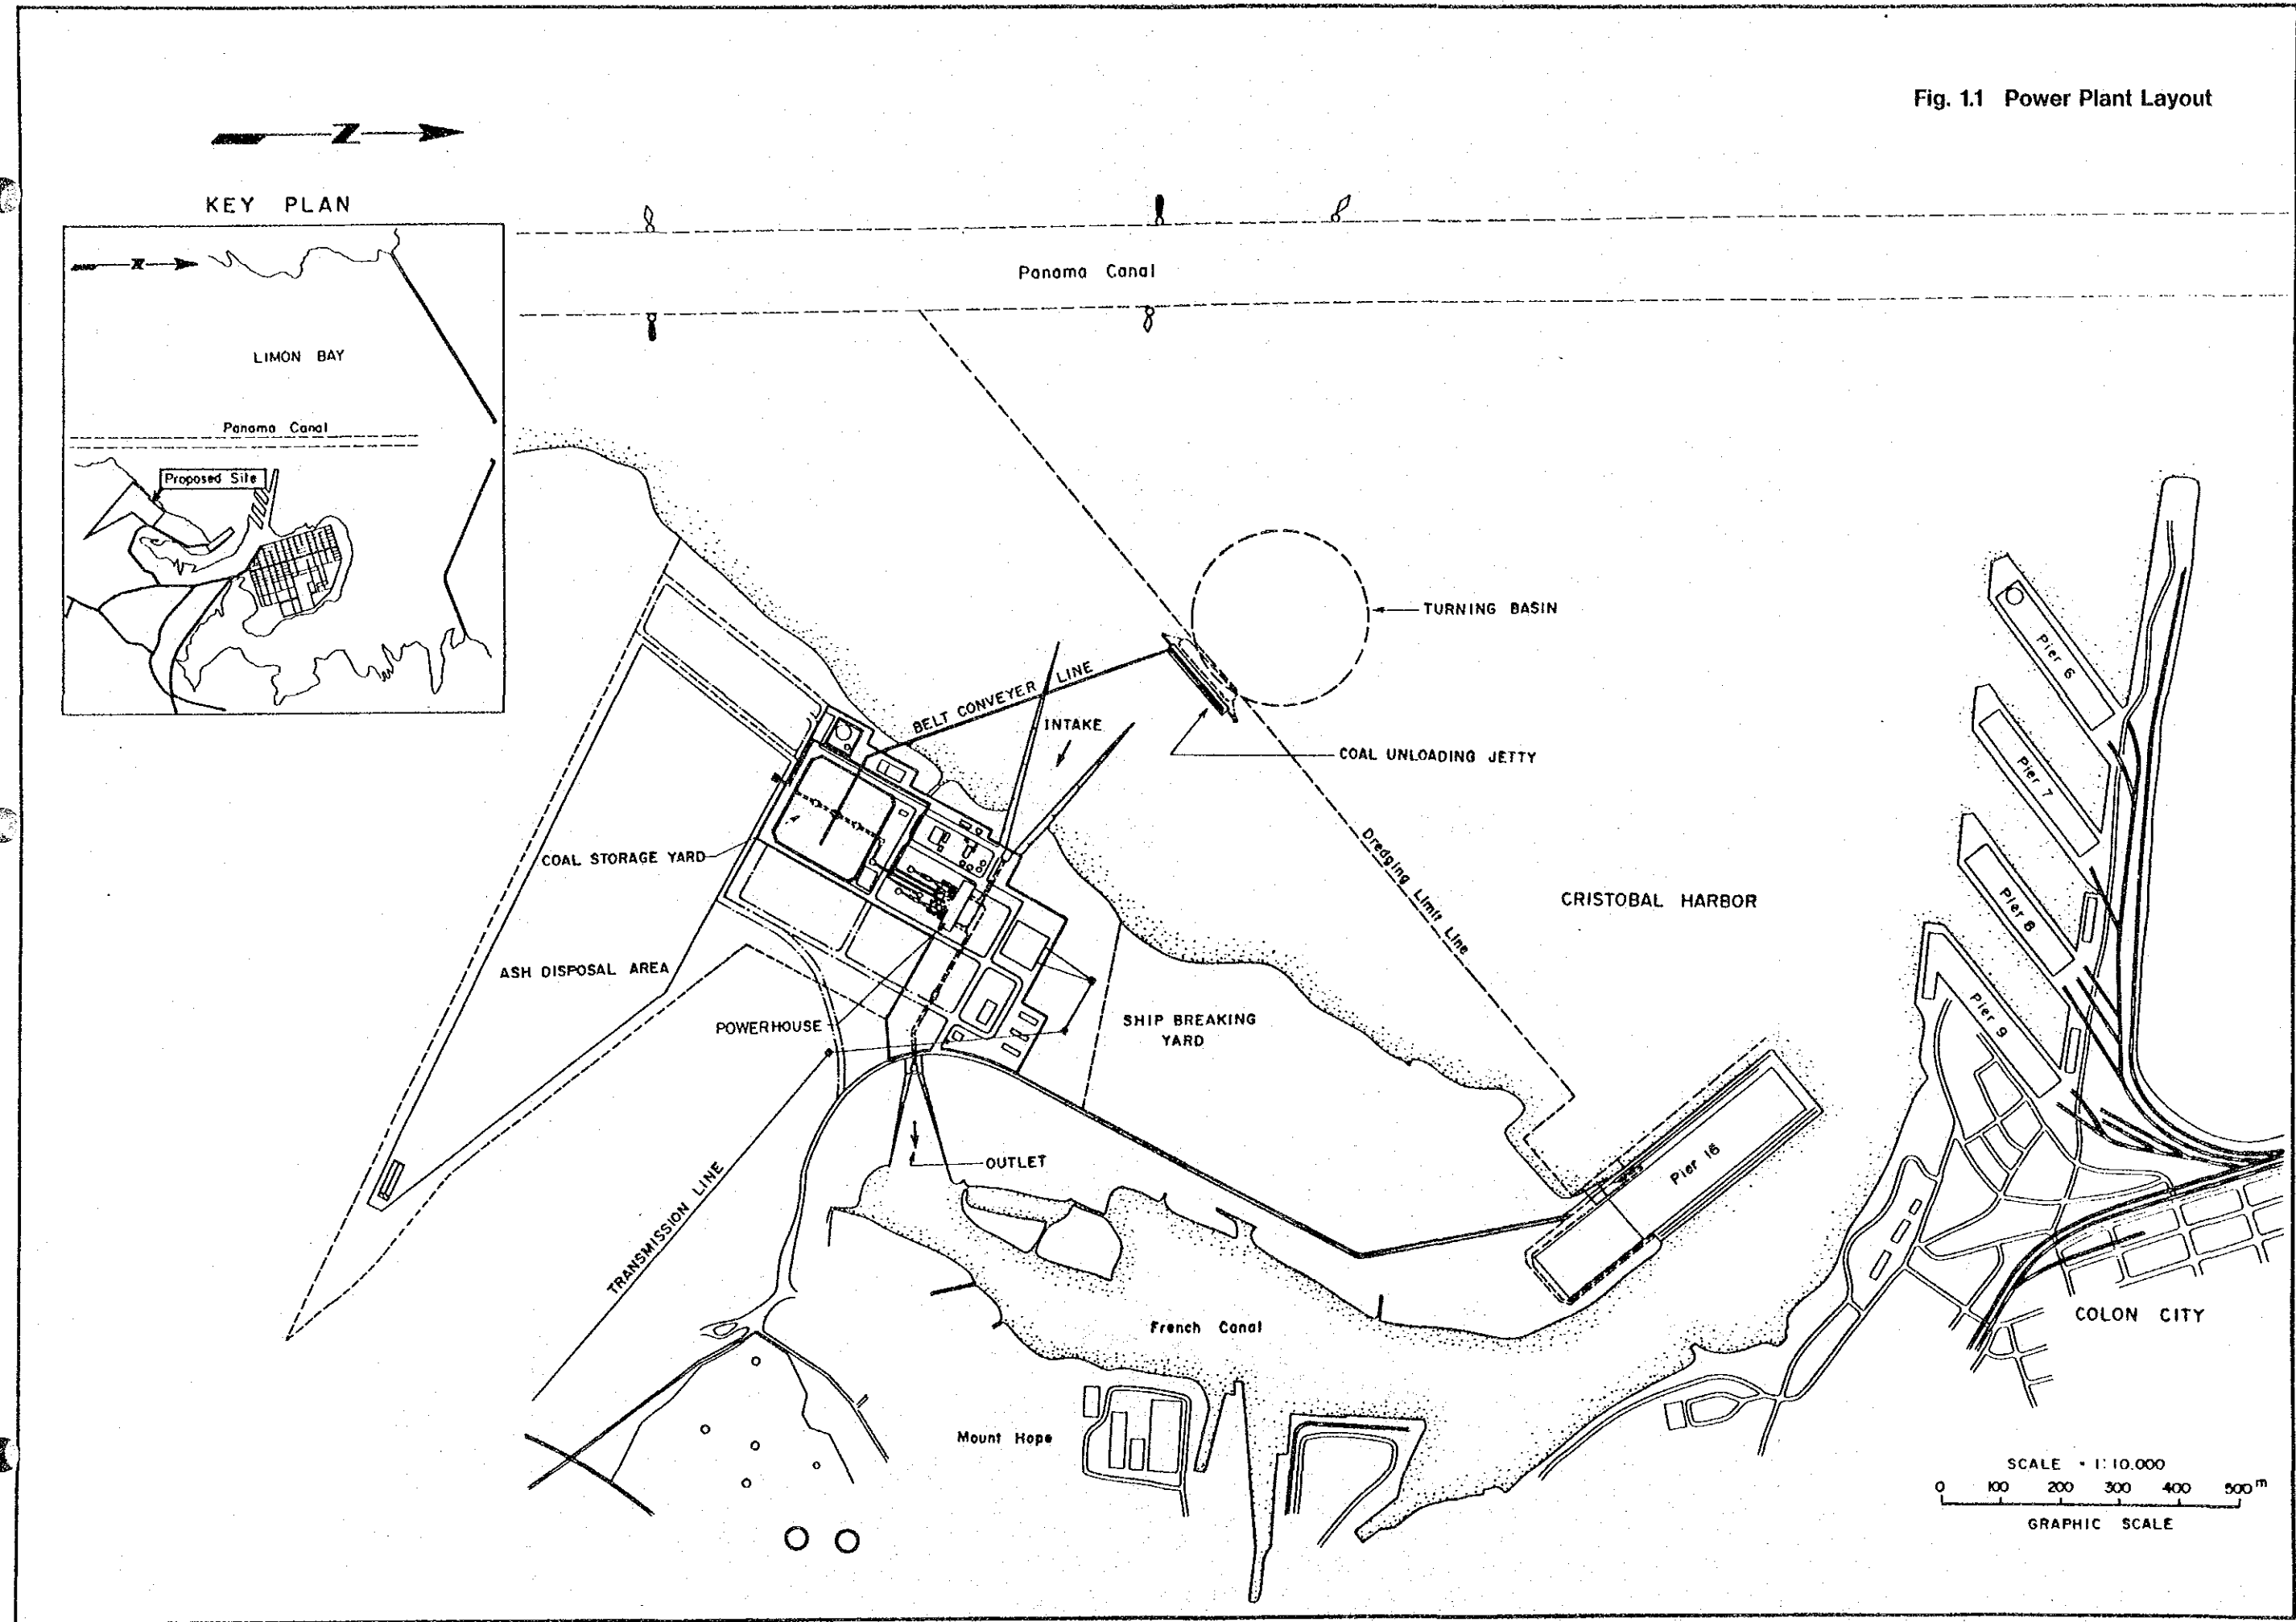 Fig. 1.1 Power Plant Layout
Z
KEY PLAN
Z
LIMON BAY
Panama Canal
Proposed Site
Panama Canal
TURNING BASIN
BELT CONVEYER LINE
INTAKE
COAL UNLOADING JETTY
COAL STORAGE YARD
Dredging Limit Line
CRISTOBAL HARBOR
ASH DISPOSAL AREA
POWERHOUSE
SHIP BREAKING
YARD
OUTLET
TRANSMISSION LINE
French Canal
Mount Hope
Pier 6
Pier 7
Pier 8
Pier 9
Pier 16
COLON CITY
SCALE = 1:10.000
0 100 200 300 400 500 m
GRAPHIC SCALE